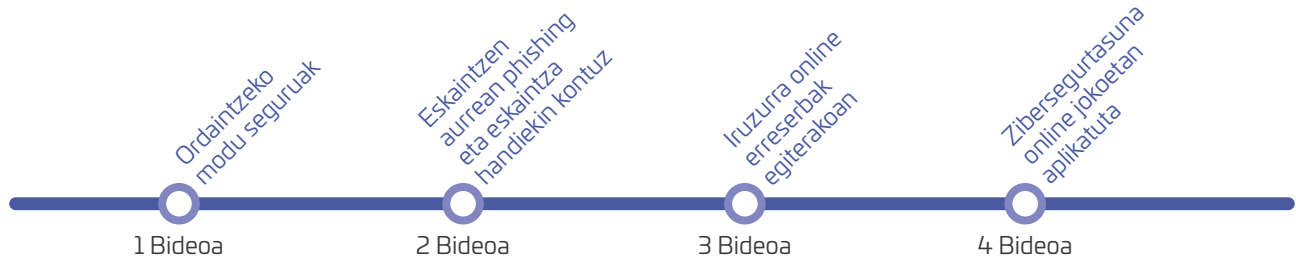 Ordaintzeko
modu seguruak
Eskaintzen
aurrean phishing
eta eskaintza
handiekin kontuz
Iruzurra online
erreserbak
egiterakoan
Zibersegurtasuna
online jokoetan
aplikatuta
1 Bideoa
2 Bideoa
3 Bideoa
4 Bideoa